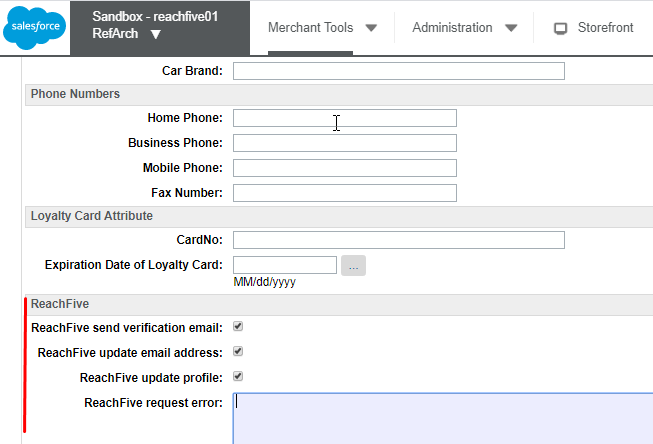 salesforce
Sandbox - reachfive01
RefArch
Merchant Tools
Administration
Storefront
Car Brand:
Phone Numbers
Home Phone:
Business Phone:
Mobile Phone:
Fax Number:
Loyalty Card Attribute
CardNo:
Expiration Date of Loyalty Card:
...
MM/dd/yyyy
ReachFive
ReachFive send verification email:
ReachFive update email address:
ReachFive update profile:
ReachFive request error: